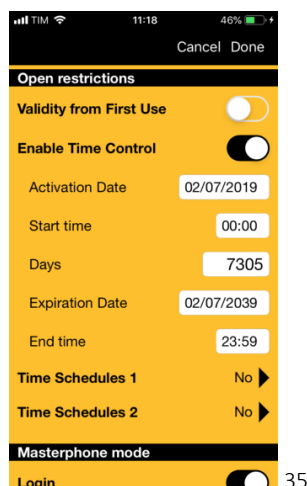 TIM 11:18 46%
Cancel Done
Open restrictions
Validity from First Use
Enable Time Control
Activation Date 02/07/2019
Start time 00:00
Days 7305
Expiration Date 02/07/2039
End time 23:59
Time Schedules 1 No
Time Schedules 2 No
Masterphone mode
Login
35